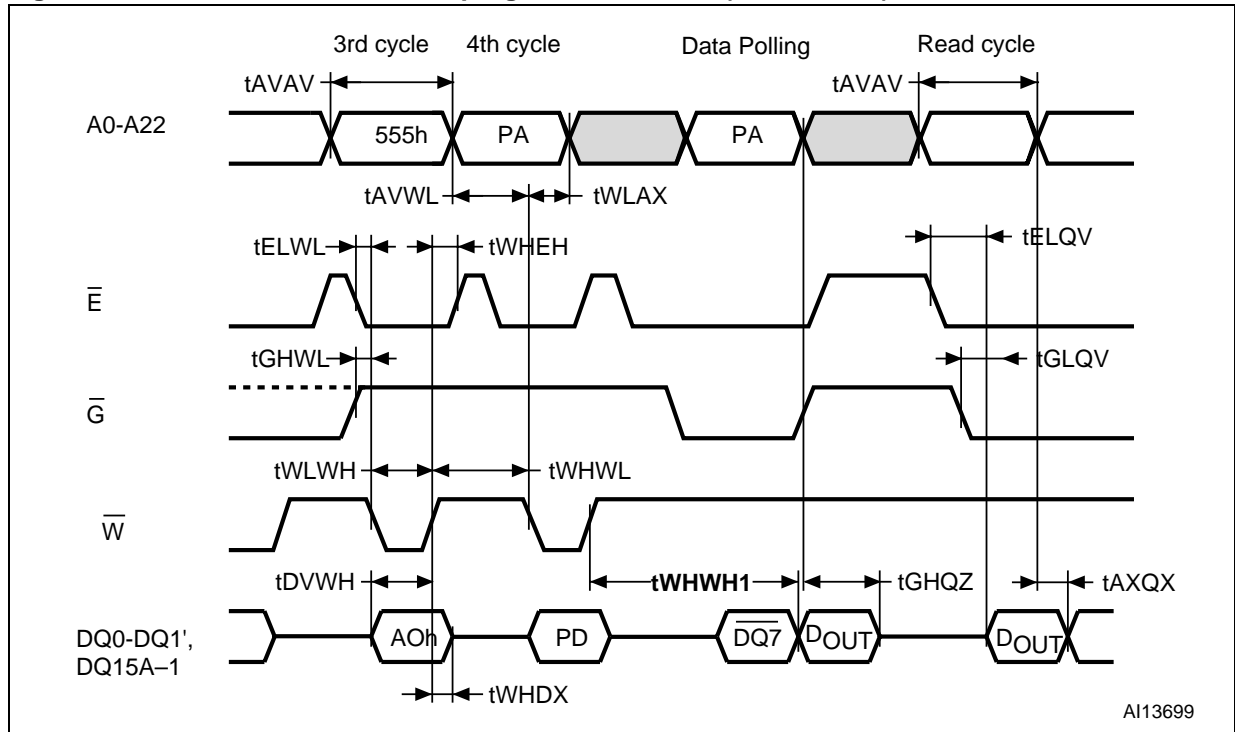 3rd cycle 4th cycle Data Polling Read cycle
tAVAV tAVAV
A0-A22 555h PA PA
tAVWL tWLAX
tELWL tWHEH tELQV
E
tGHWL tGLQV
G
tWLWH tWHWL
W
tDVWH tWHWH1 tGHQZ tAXQX
DQ0-DQ1', AOh PD DQ7 DOUT DOUT
DQ15A–1
tWHDX
AI13699